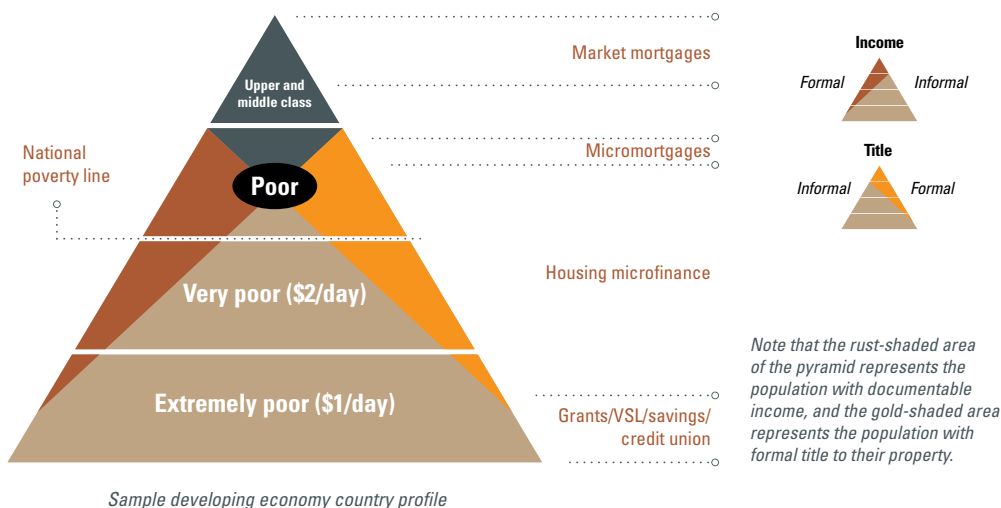 Market mortgages
Upper and
middle class
Micromortgages
National
poverty line
Poor
Housing microfinance
Very poor ($2/day)
Extremely poor ($1/day)
Grants/VSL/savings/
credit union
Sample developing economy country profile
Income
Formal
Informal
Title
Informal
Formal
Note that the rust-shaded area
of the pyramid represents the
population with documentable
income, and the gold-shaded area
represents the population with
formal title to their property.